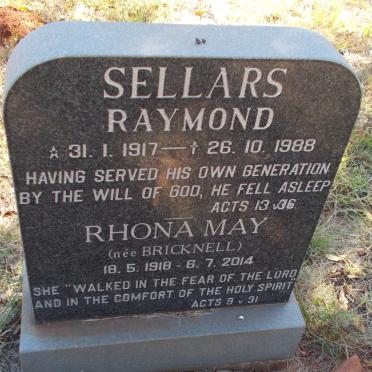 SELLARS
RAYMOND
☆ 31. 1. 1917 — † 26. 10. 1988
HAVING SERVED HIS OWN GENERATION
BY THE WILL OF GOD, HE FELL ASLEEP
ACTS 13 v36
RHONA MAY
(née BRICKNELL)
18. 5. 1918 - 6. 7. 2014
SHE "WALKED IN THE FEAR OF THE LORD
AND IN THE COMFORT OF THE HOLY SPIRIT
ACTS 9 v 31